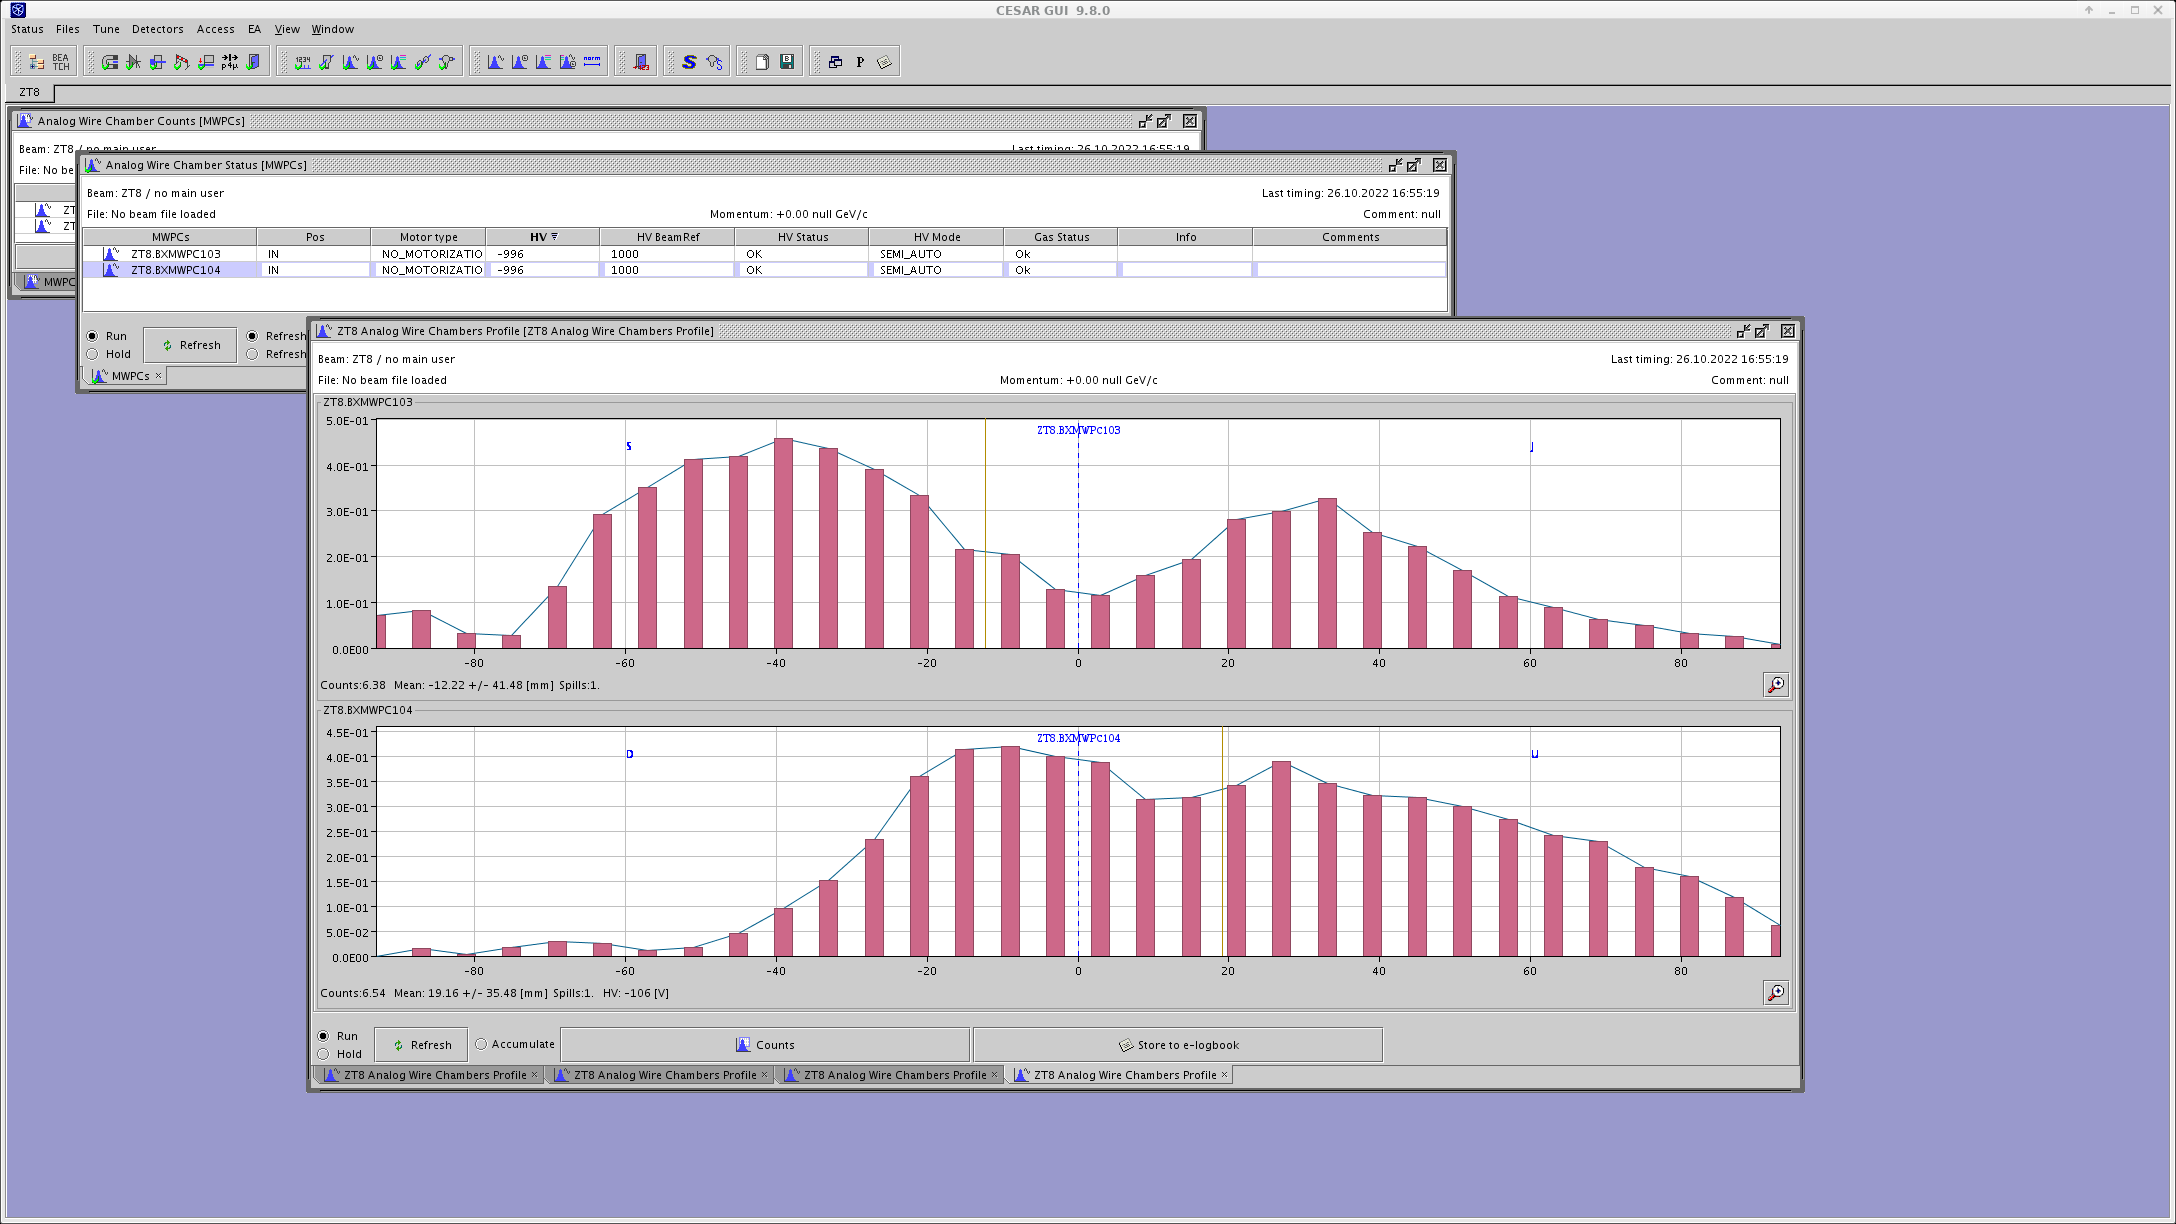 CESAR GUI 9.8.0
Status Files Tune Detectors Access EA View Window
BEA
TCH
1234
norm
S P
ZT8
Analog Wire Chamber Counts [MWPCs]
Beam: ZT8 / no main user Last timing: 26.10.2022 16:55:19
File: No be
ZT
ZT
MWPC
Analog Wire Chamber Status [MWPCs]
Beam: ZT8 / no main user Last timing: 26.10.2022 16:55:19
File: No beam file loaded Momentum: +0.00 null GeV/c Comment: null
MWPCs Pos Motor type HV HV BeamRef HV Status HV Mode Gas Status Info Comments
ZT8.BXMWPC103 IN NO_MOTORIZATIO -996 1000 OK SEMI_AUTO Ok
ZT8.BXMWPC104 IN NO_MOTORIZATIO -996 1000 OK SEMI_AUTO Ok
Run Refresh Refresh
Hold Refresh
MWPCs ×
ZT8 Analog Wire Chambers Profile [ZT8 Analog Wire Chambers Profile]
Beam: ZT8 / no main user Last timing: 26.10.2022 16:55:19
File: No beam file loaded Momentum: +0.00 null GeV/c Comment: null
ZT8.BXMWPC103
5.0E-01
ZT8.BXMWPC103
S J
4.0E-01
3.0E-01
2.0E-01
1.0E-01
0.0E00
-80 -60 -40 -20 0 20 40 60 80
Counts:6.38 Mean: -12.22 +/- 41.48 [mm] Spills:1.
ZT8.BXMWPC104
4.5E-01
ZT8.BXMWPC104
D U
4.0E-01
3.5E-01
3.0E-01
2.5E-01
2.0E-01
1.5E-01
1.0E-01
5.0E-02
0.0E00
-80 -60 -40 -20 0 20 40 60 80
Counts:6.54 Mean: 19.16 +/- 35.48 [mm] Spills:1. HV: -106 [V]
Run Refresh Accumulate Counts Store to e-logbook
Hold
ZT8 Analog Wire Chambers Profile × ZT8 Analog Wire Chambers Profile × ZT8 Analog Wire Chambers Profile × ZT8 Analog Wire Chambers Profile ×